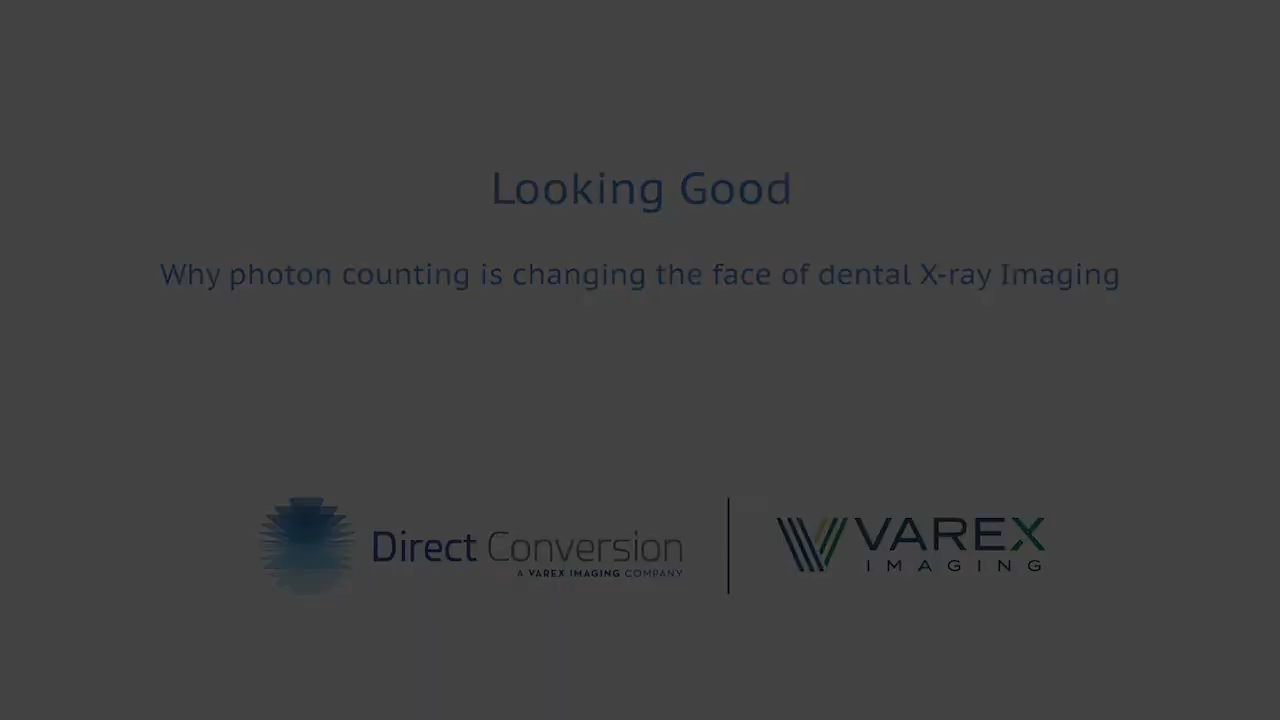 Looking Good
Why photon counting is changing the face of dental X-ray Imaging
Direct Conversion
A VAREX IMAGING COMPANY
VAREX
IMAGING